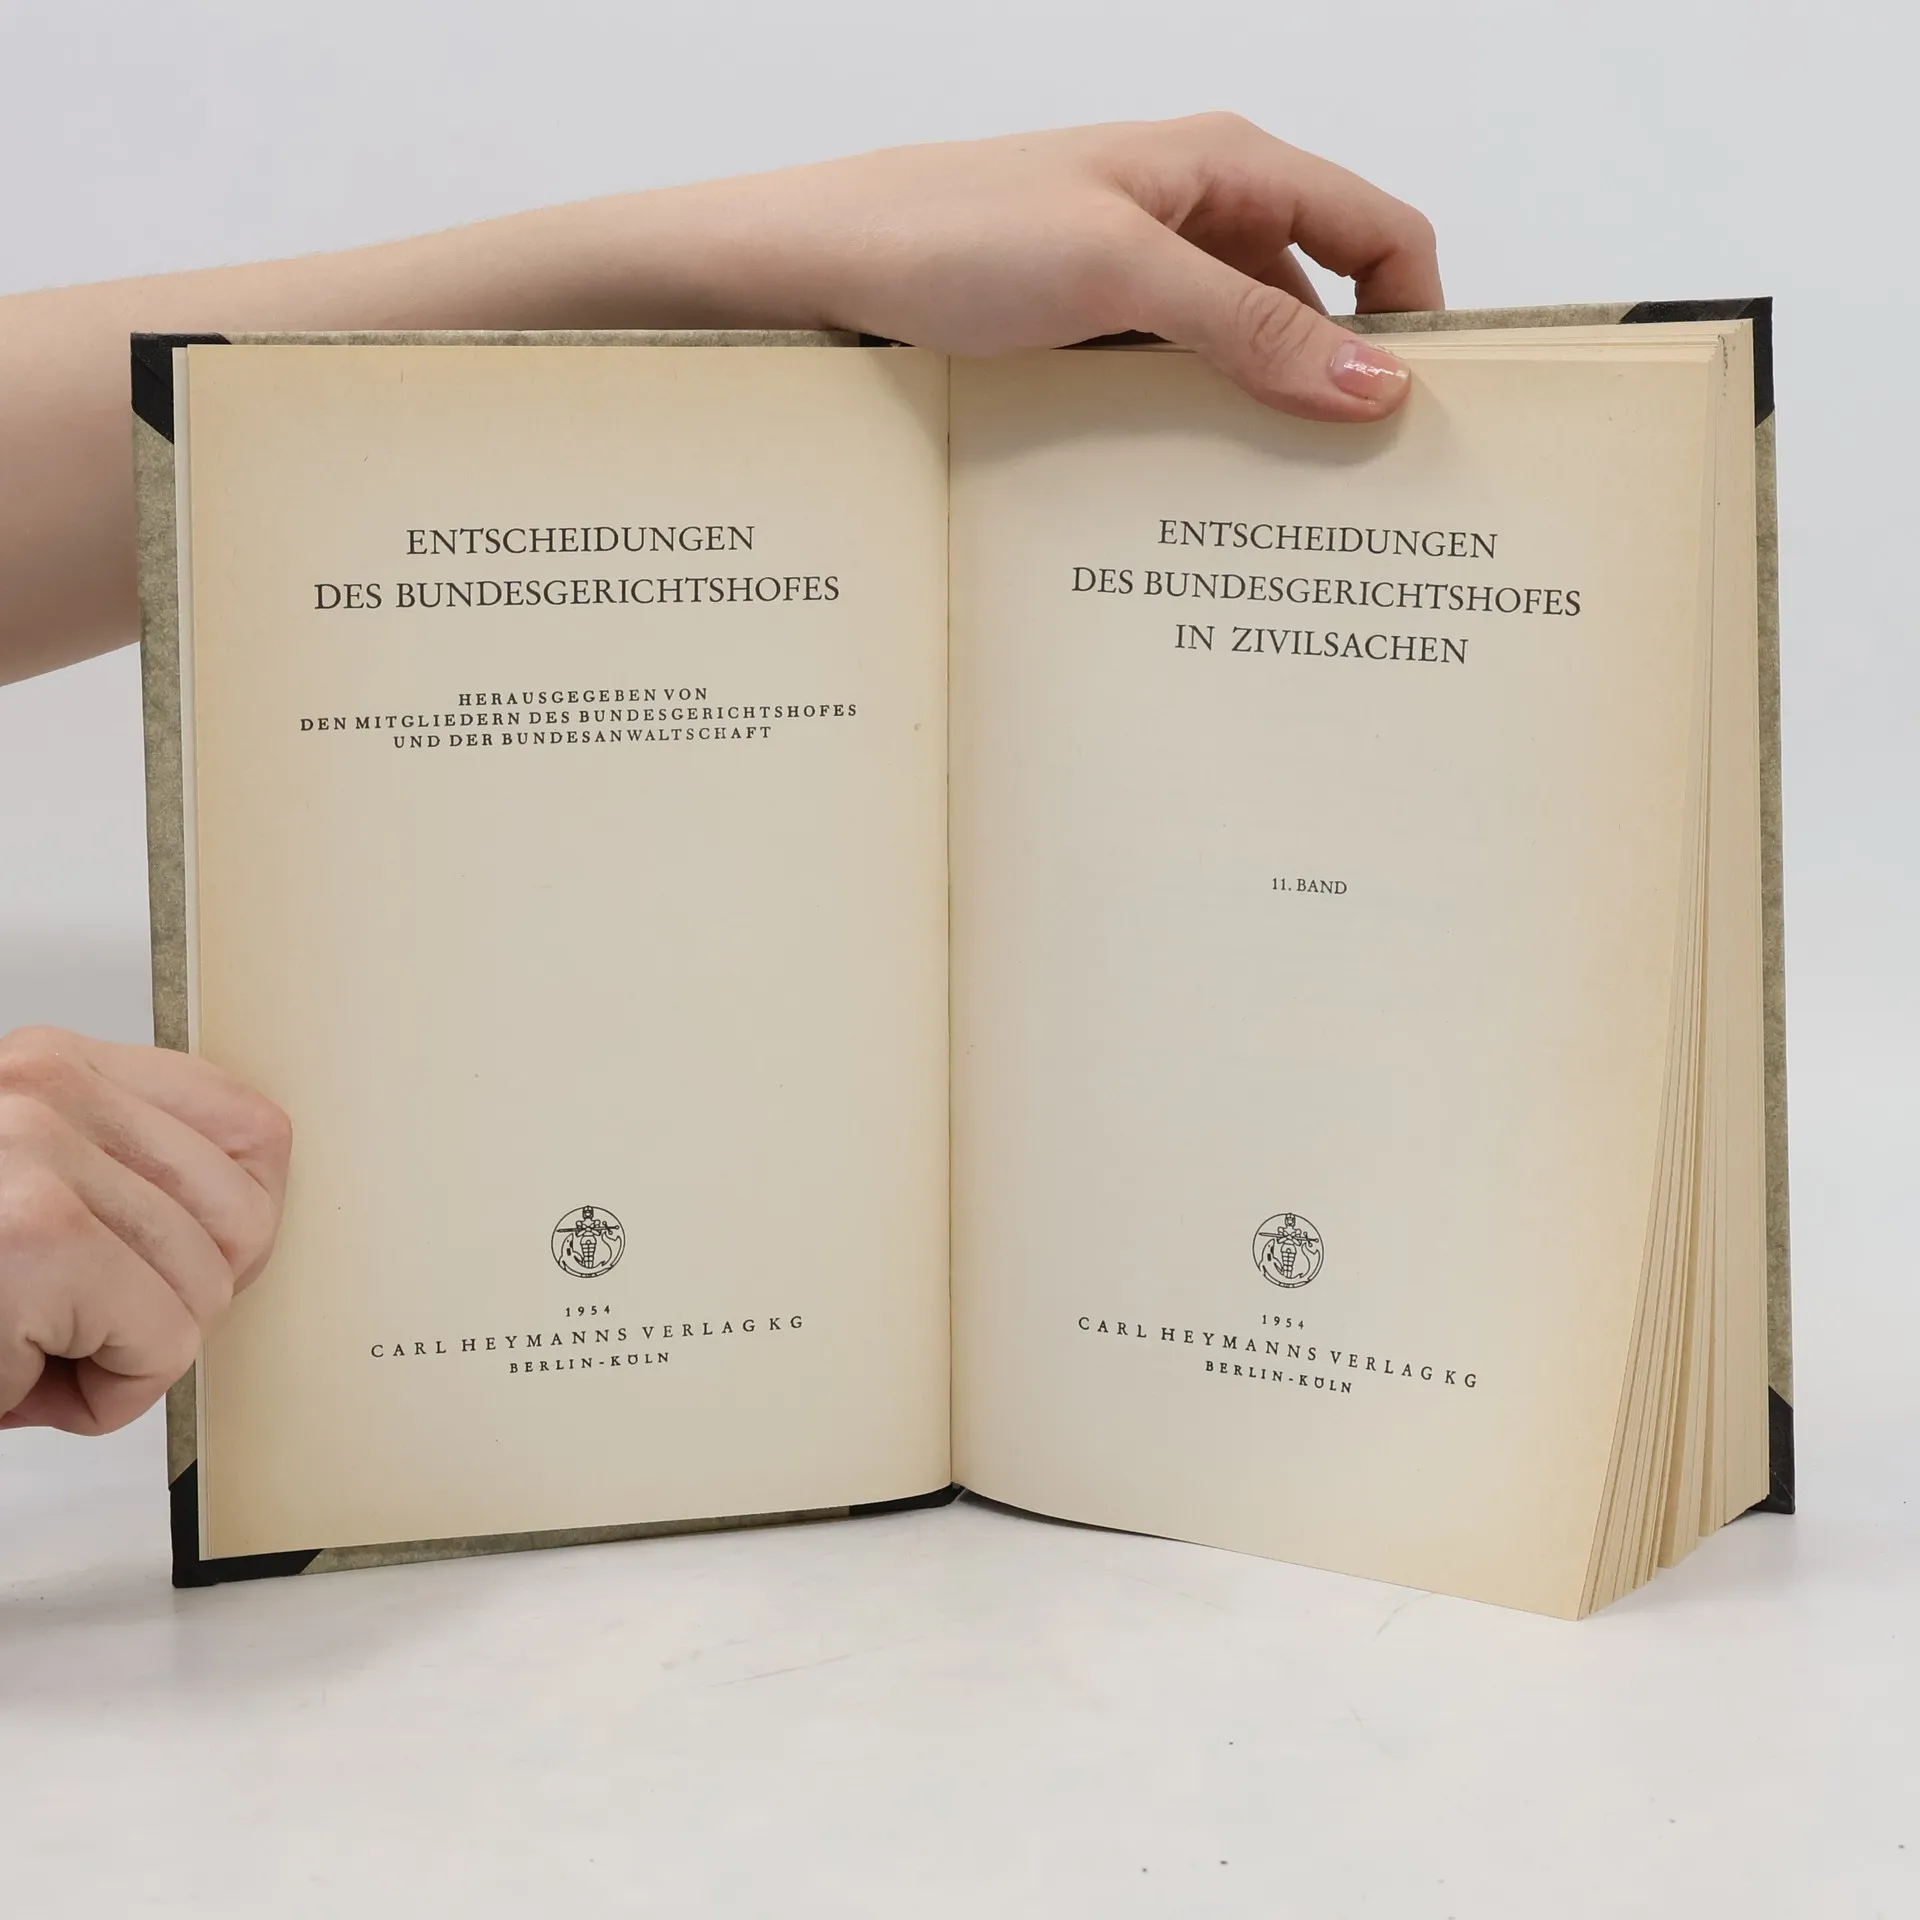 ENTSCHEIDUNGEN
DES BUNDESGERICHTSHOFES
HERAUSGEGEBEN VON
DEN MITGLIEDERN DES BUNDESGERICHTSHOFES
UND DER BUNDESANWALTSCHAFT
1954
CARL HEYMANNS VERLAG KG
BERLIN-KÖLN
ENTSCHEIDUNGEN
DES BUNDESGERICHTSHOFES
IN ZIVILSACHEN
11. BAND
1954
CARL HEYMANNS VERLAG KG
BERLIN-KÖLN